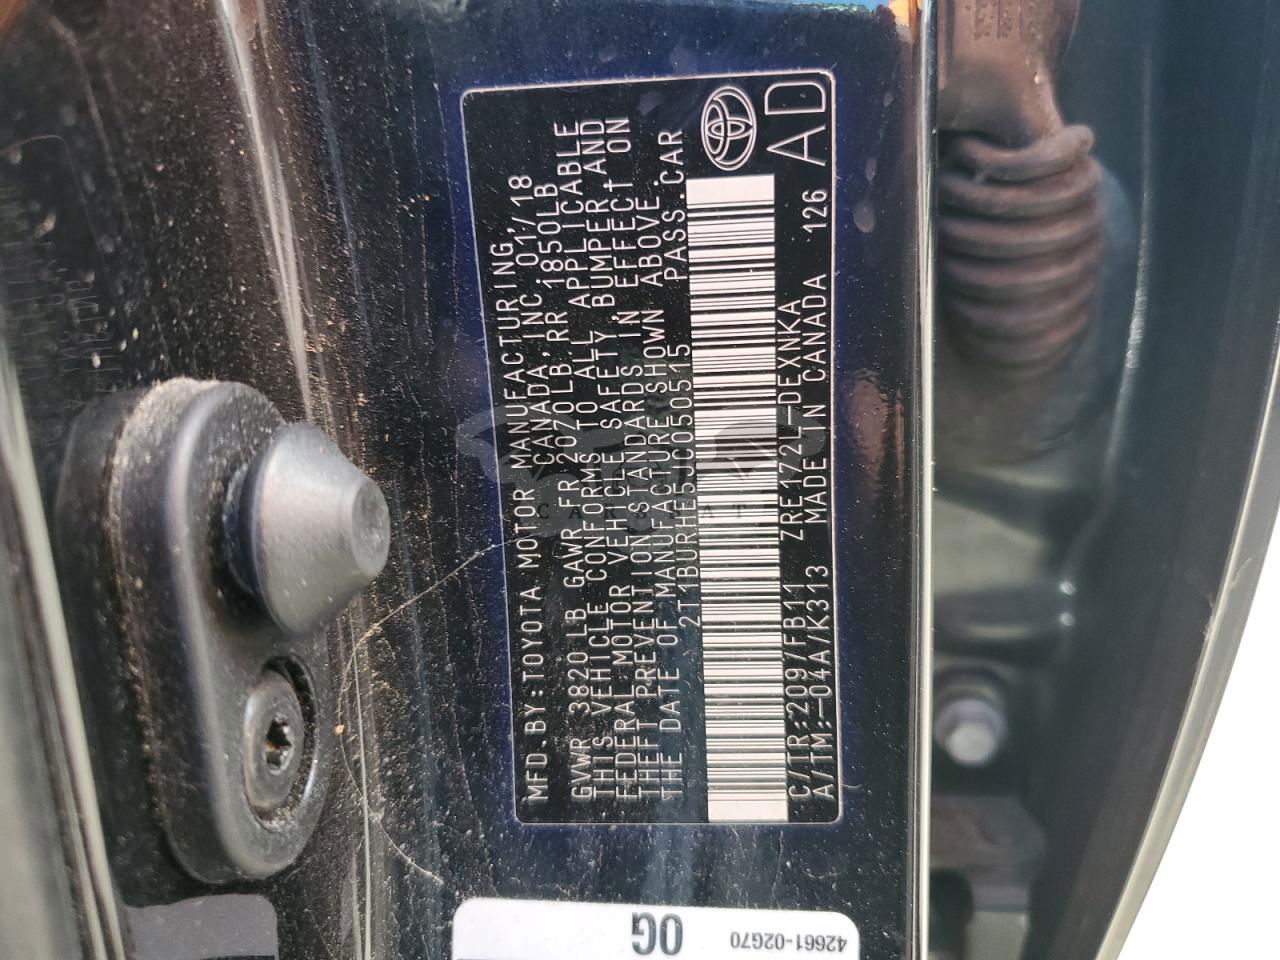 MFD.BY:TOYOTA MOTOR MANUFACTURING,
CANADA,INC. 01/18
GVWR 3820LB GAWR FR 2070LB,RR 1850LB
THIS VEHICLE CONFORMS TO ALL APPLICABLE
FEDERAL MOTOR VEHICLE SAFETY,BUMPER,AND
THEFT PREVENTION STANDARDS IN EFFECT ON
THE DATE OF MANUFACTURE SHOWN ABOVE.
2T1BURHE5JC050515 PASS.CAR
C/TR:209/FB11 ZRE172L-DEXNKA
A/TM:-04A/K313 MADE IN CANADA 126
AD
0G
42661-02G70